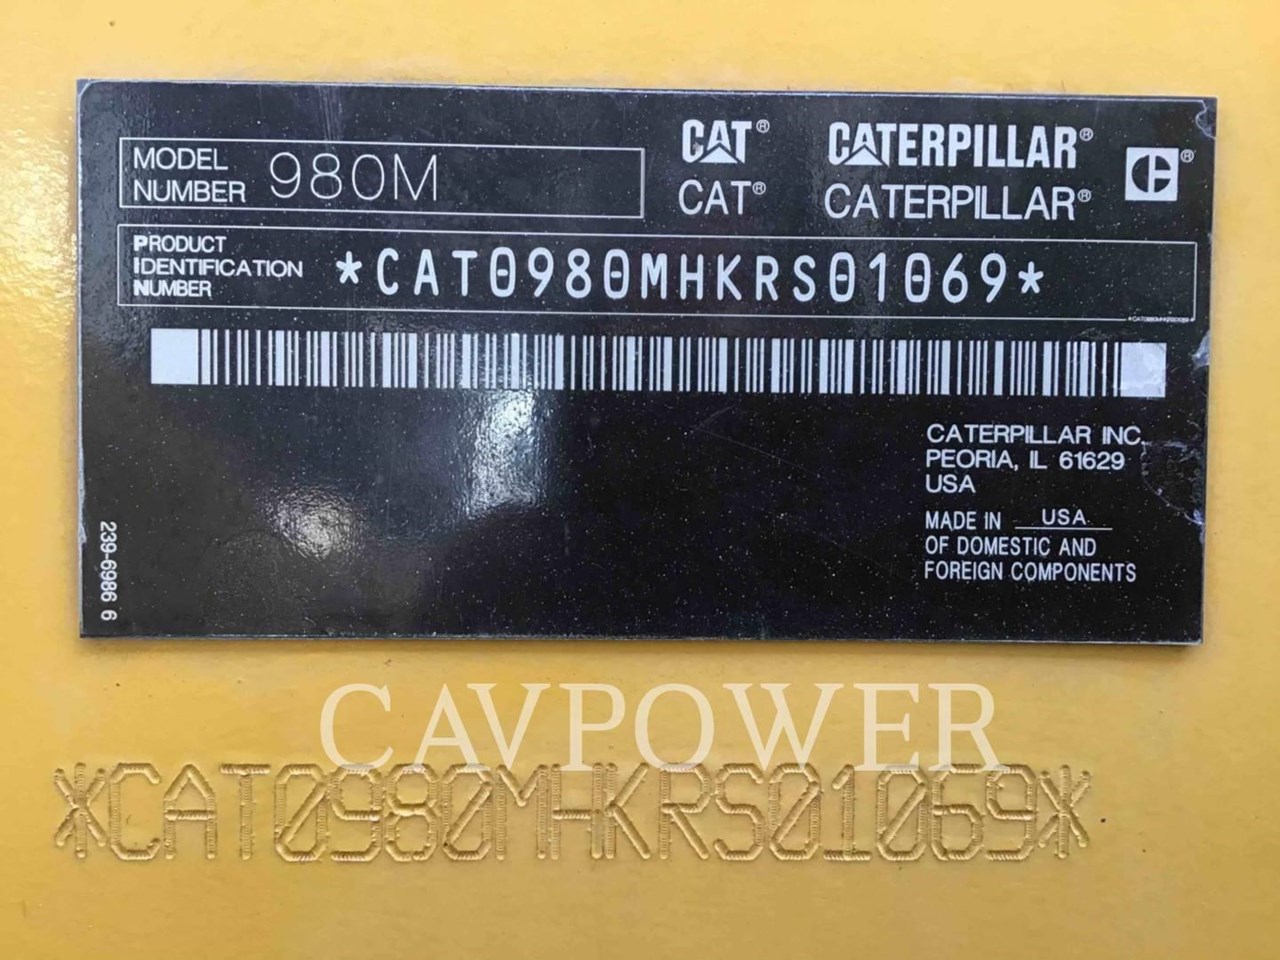 MODEL NUMBER 980M
CAT® CATERPILLAR®
CAT® CATERPILLAR®
PRODUCT
IDENTIFICATION
NUMBER
*CAT0980MHKRS01069*
CATERPILLAR INC.
PEORIA, IL 61629
USA
MADE IN USA
OF DOMESTIC AND
FOREIGN COMPONENTS
239-6986 6
CAVPOWER
*CAT0980MHKRS01069*